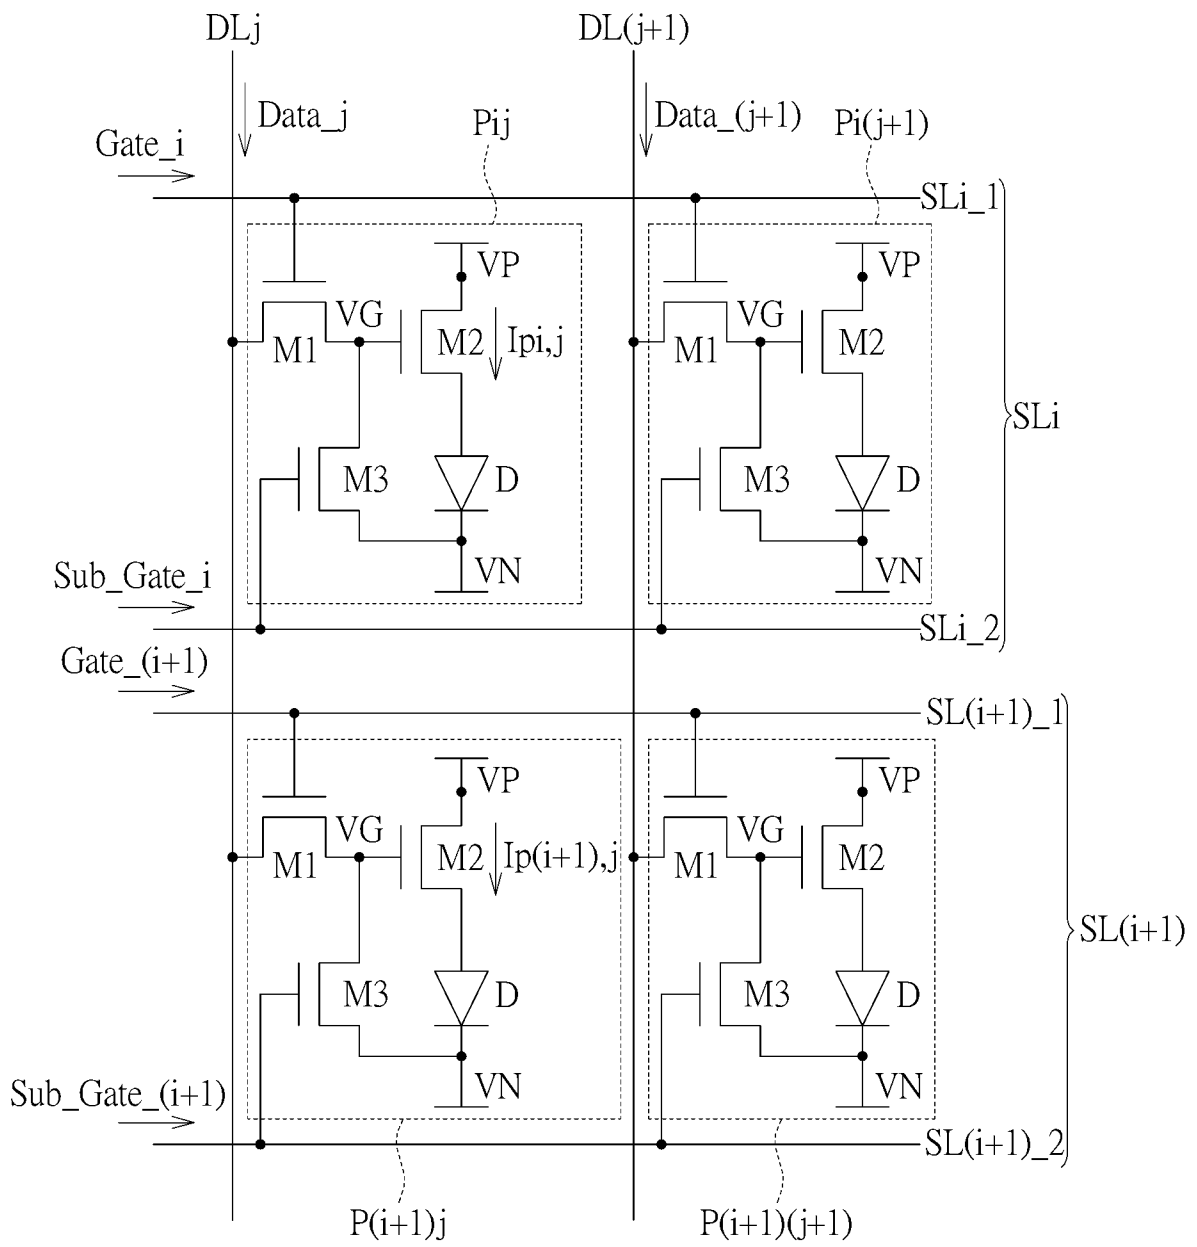 DLj
DL(j+1)
Data_j
Pij
Data_(j+1)
Pi(j+1)
Gate_i
SLi_1
VP
VP
VG
M1
M2
Ipi,j
VG
M1
M2
SLi
M3
D
M3
D
Sub_Gate_i
VN
VN
SLi_2
Gate_(i+1)
SL(i+1)_1
VP
VP
VG
M1
M2
Ip(i+1),j
VG
M1
M2
SL(i+1)
M3
D
M3
D
Sub_Gate_(i+1)
VN
VN
SL(i+1)_2
P(i+1)j
P(i+1)(j+1)